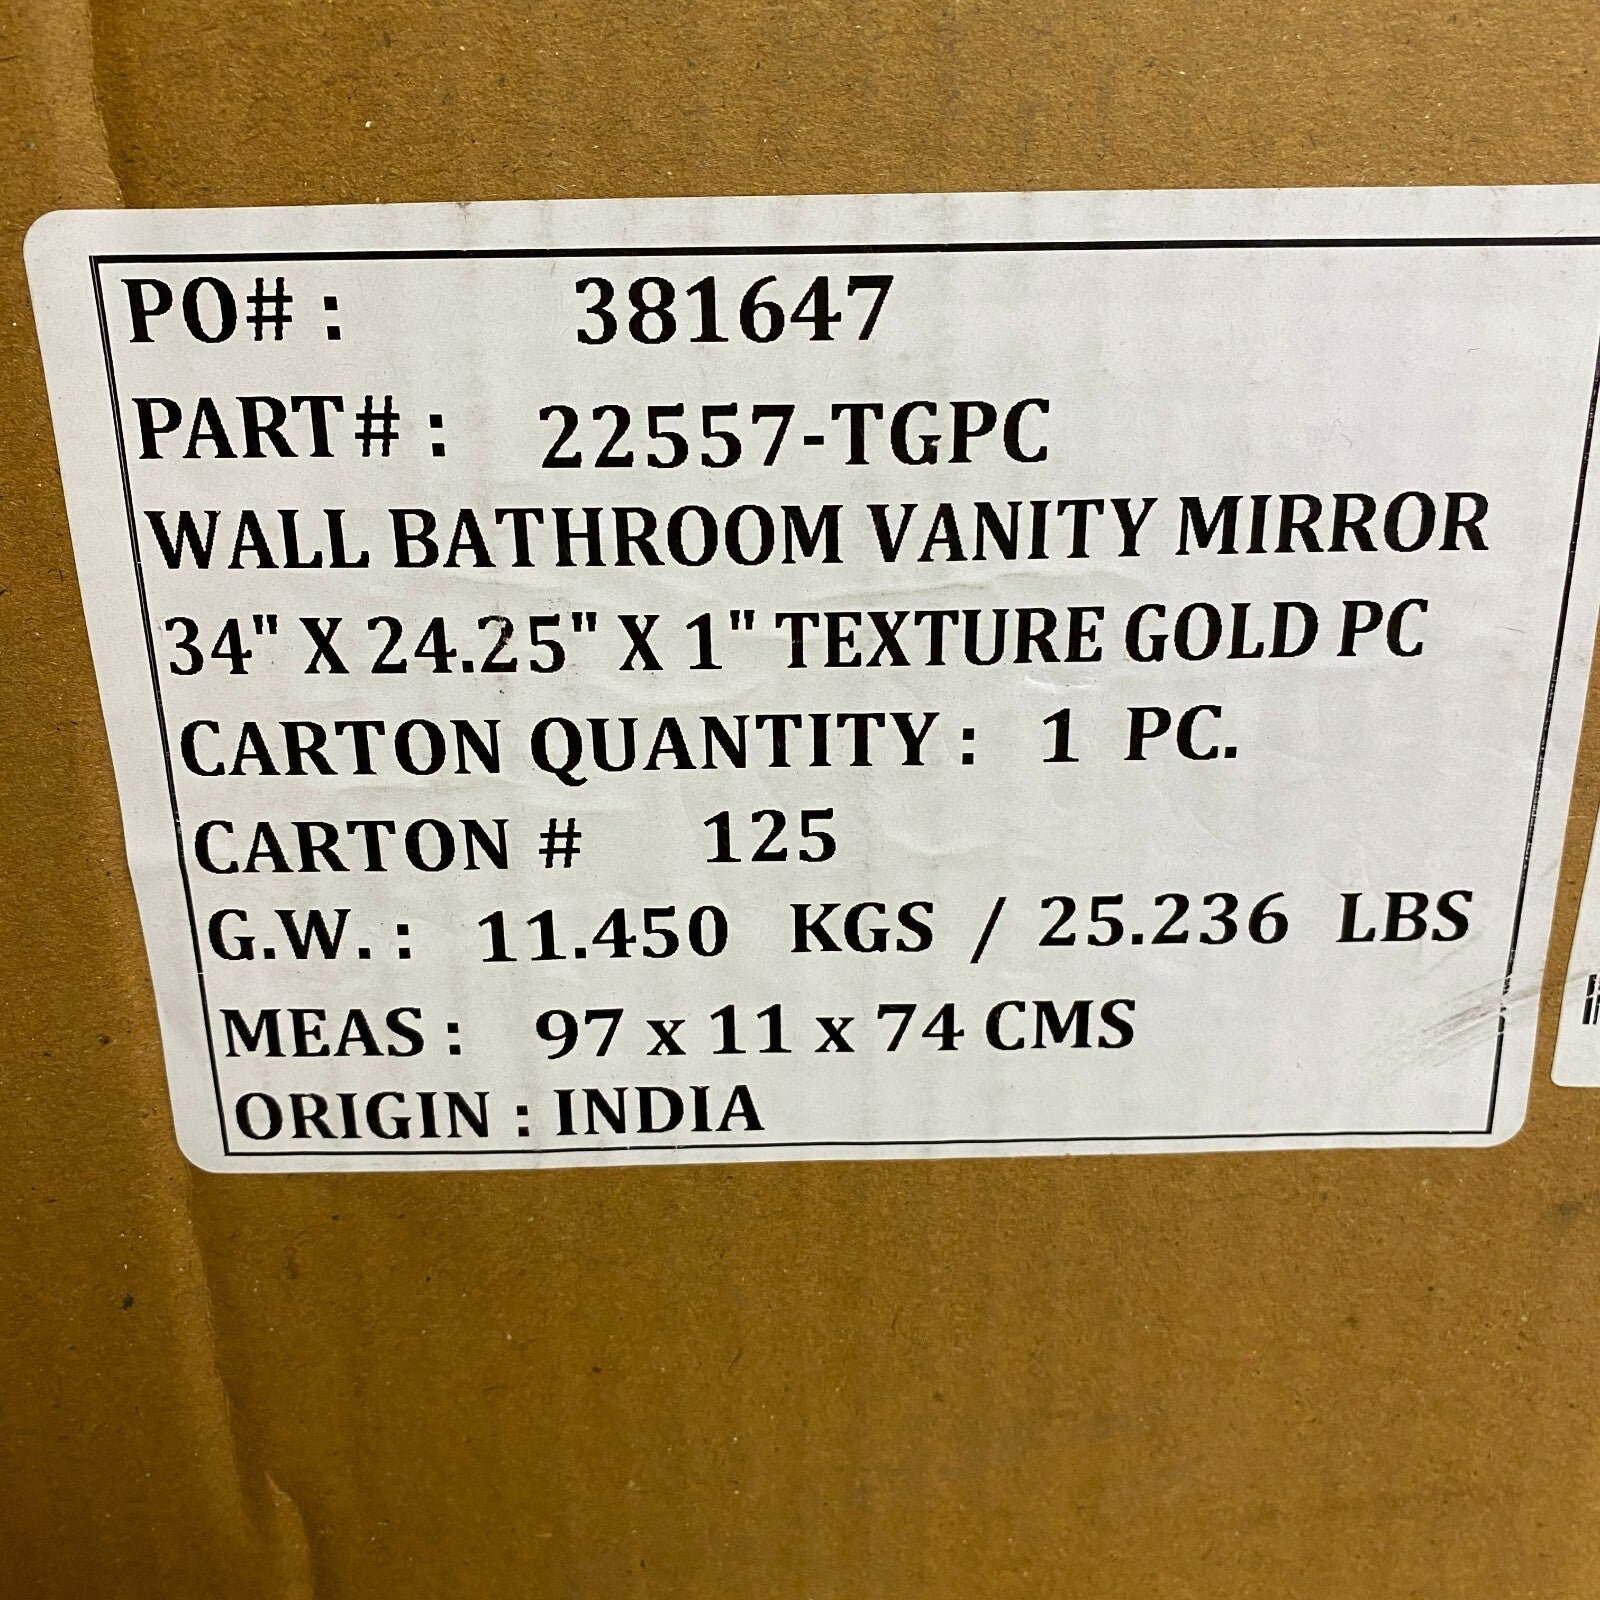 PO# : 381647
PART# : 22557-TGPC
WALL BATHROOM VANITY MIRROR
34" X 24.25" X 1" TEXTURE GOLD PC
CARTON QUANTITY : 1 PC.
CARTON # 125
G.W. : 11.450 KGS / 25.236 LBS
MEAS : 97 x 11 x 74 CMS
ORIGIN : INDIA